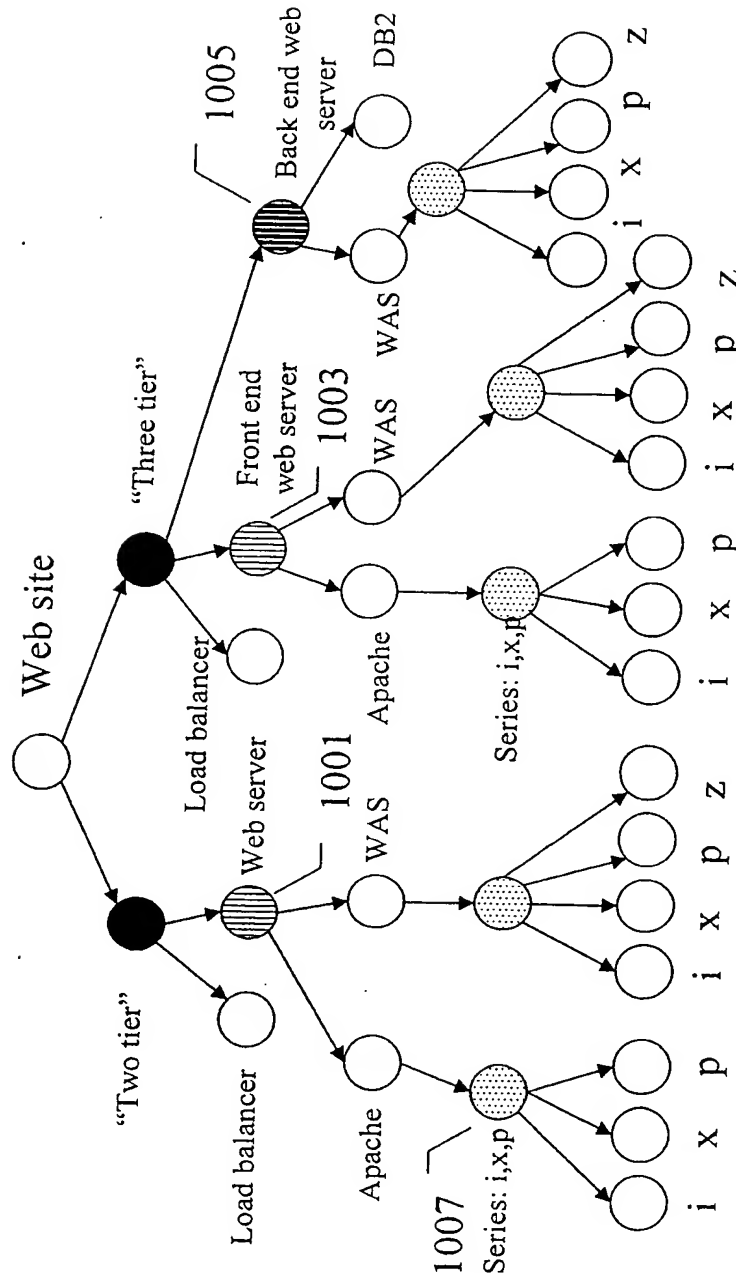 Web site
“Two tier”
“Three tier”
Load balancer
Web server
1001
Load balancer
Front end
web server
1003
1005
Back end web
server
Apache
WAS
Apache
WAS
WAS
DB2
1007
Series: i,x,p
Series: i,x,p
i
x
p
i
x
p
z
i
x
p
i
x
p
z
i
x
p
z